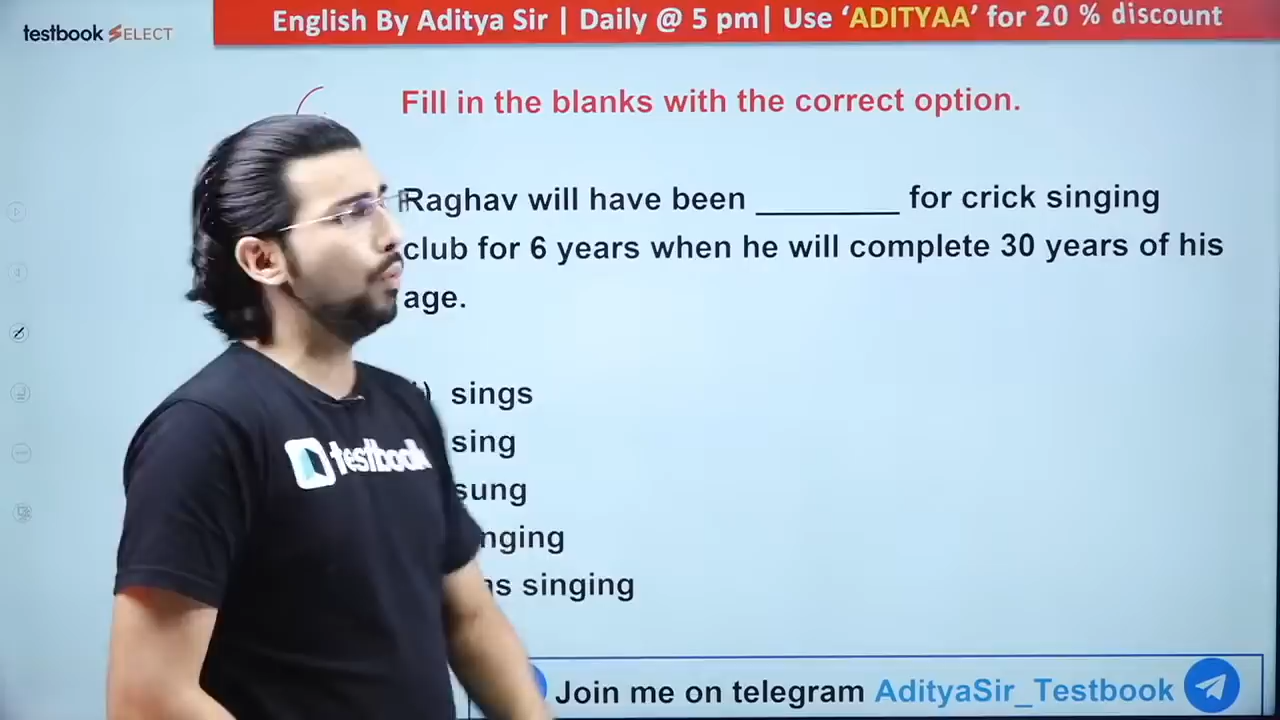 testbook SELECT
English By Aditya Sir | Daily @ 5 pm| Use ‘ADITYAA’ for 20 % discount
Fill in the blanks with the correct option.
Raghav will have been ________ for crick singing
club for 6 years when he will complete 30 years of his
age.
sings
sing
sung
nging
singing
testbook
Join me on telegram AdityaSir_Testbook